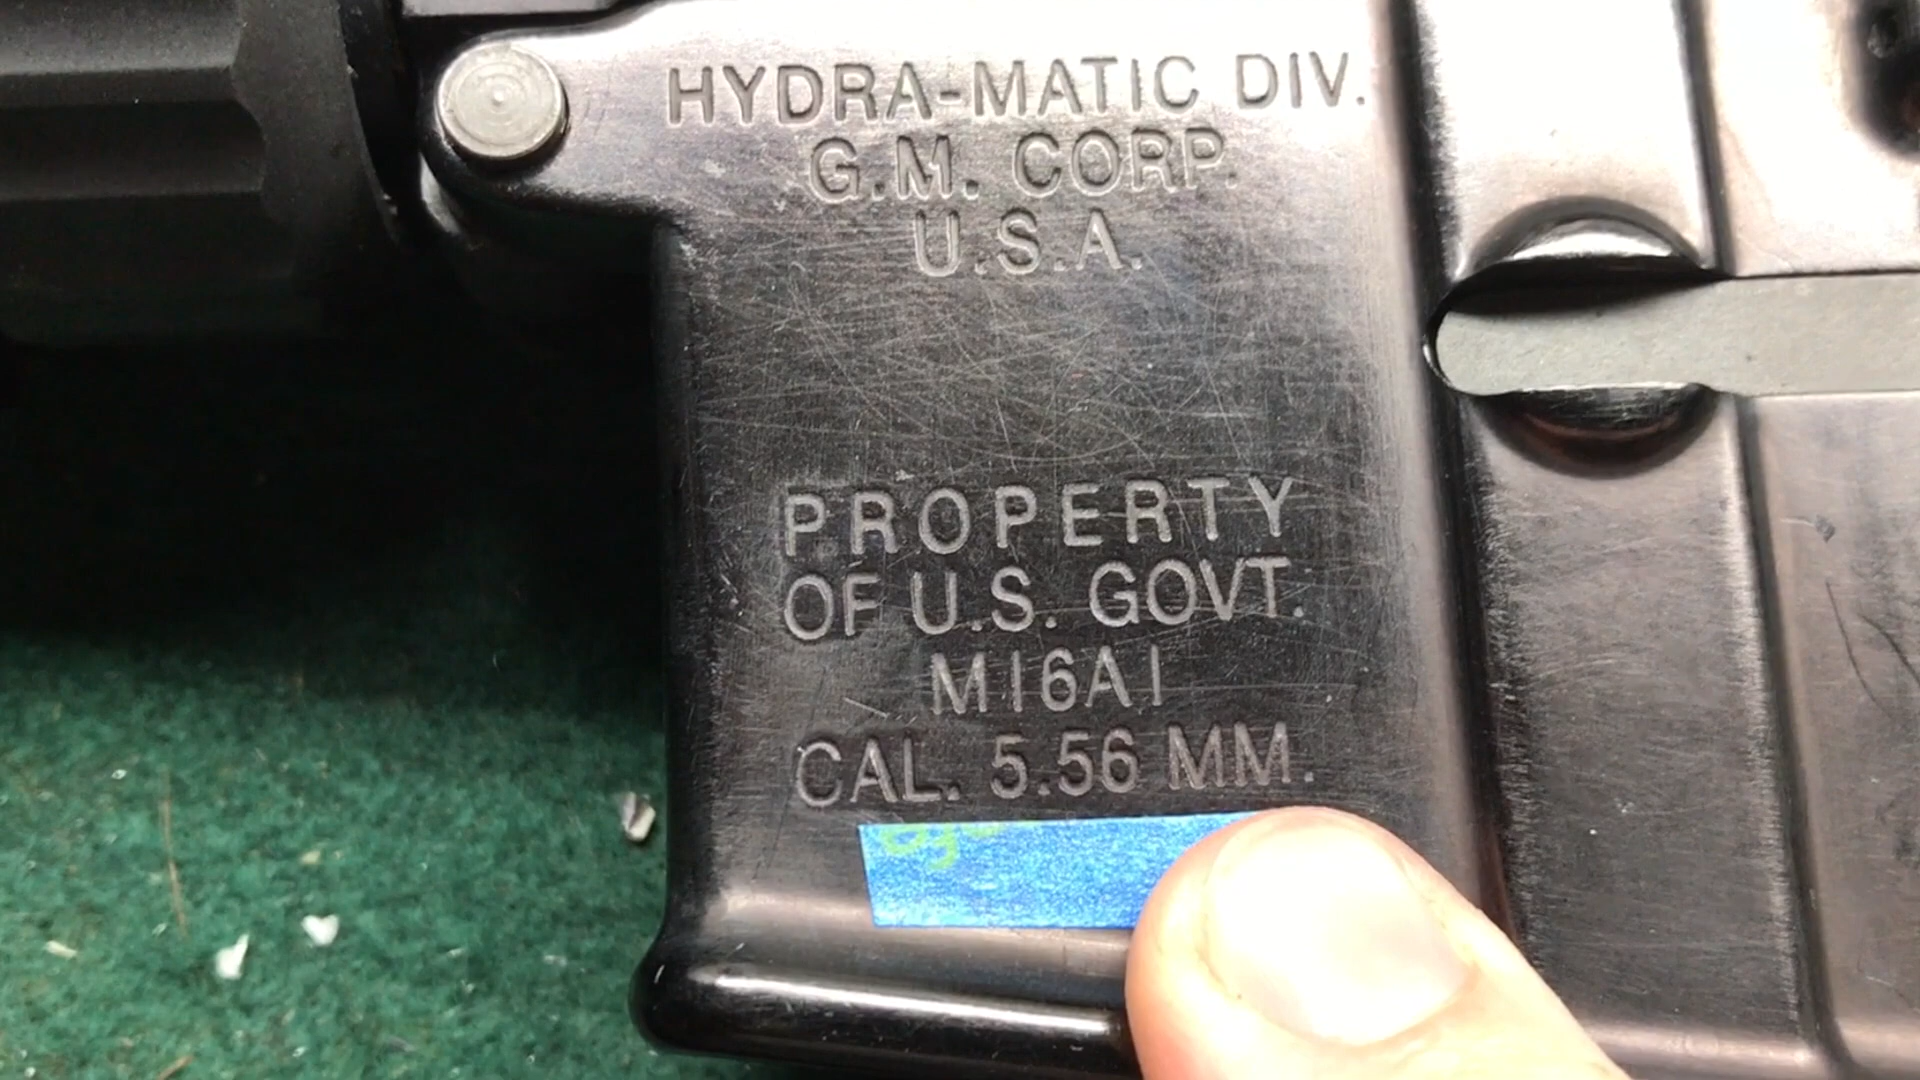 HYDRA-MATIC DIV.
G.M. CORP.
U.S.A.
PROPERTY
OF U.S. GOVT.
M16A1
CAL. 5.56 MM.